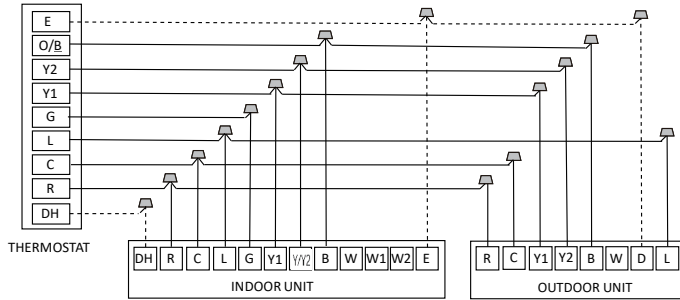 E
O/B
Y2
Y1
G
L
C
R
DH
THERMOSTAT
DH R C L G Y1 Y/Y2 B W W1 W2 E
INDOOR UNIT
R C Y1 Y2 B W D L
OUTDOOR UNIT